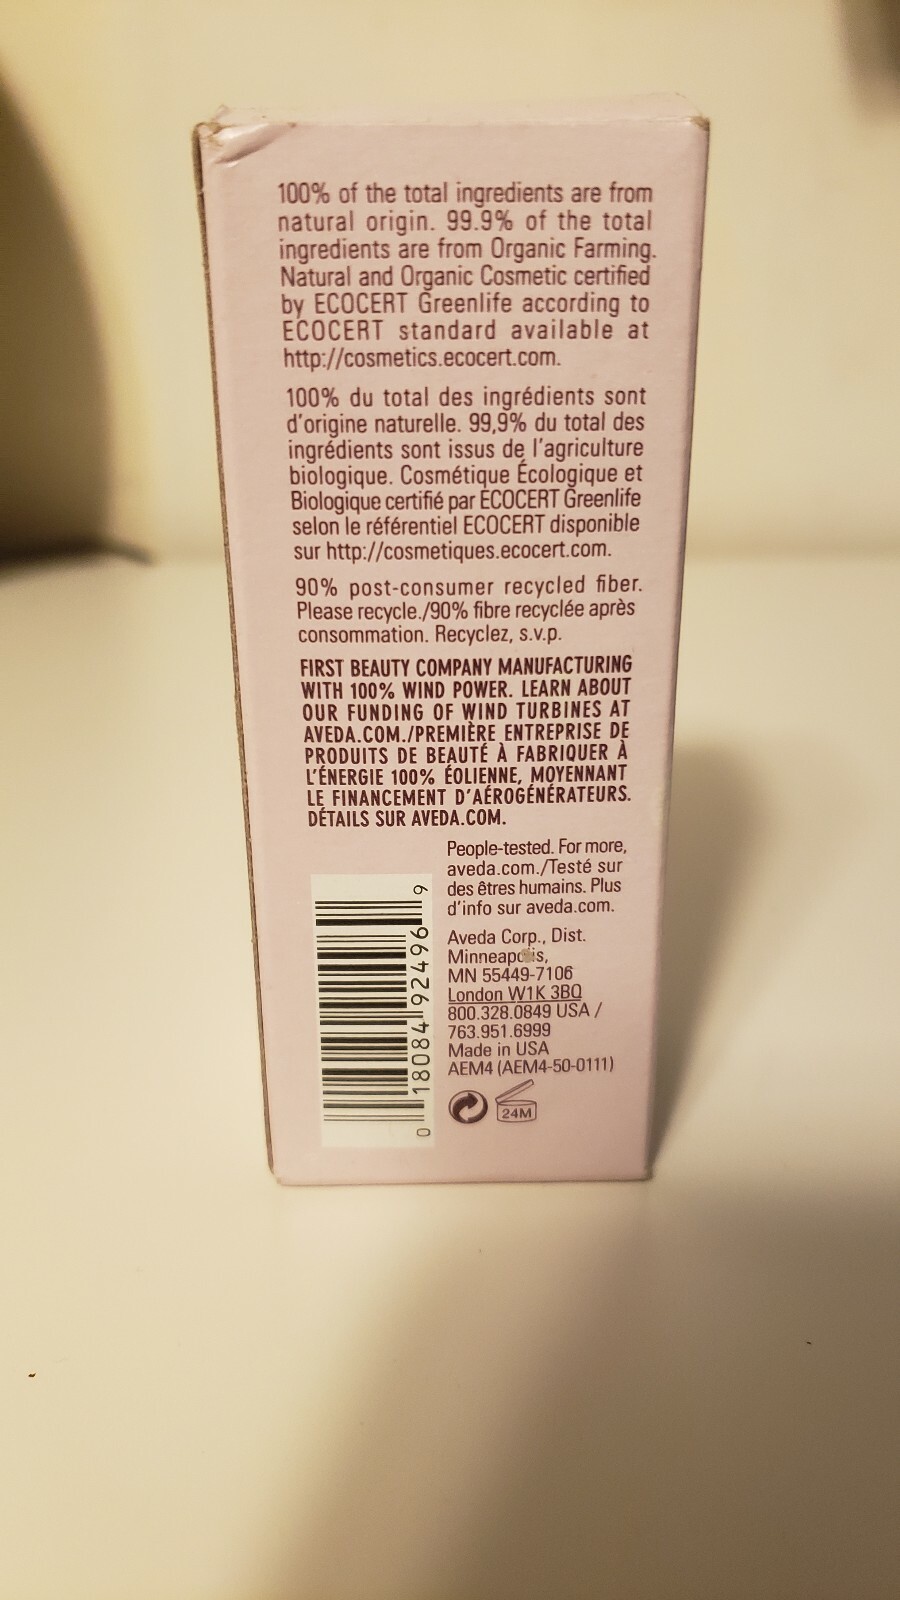 100% of the total ingredients are from
natural origin. 99.9% of the total
ingredients are from Organic Farming.
Natural and Organic Cosmetic certified
by ECOCERT Greenlife according to
ECOCERT standard available at
http://cosmetics.ecocert.com.
100% du total des ingrédients sont
d'origine naturelle. 99,9% du total des
ingrédients sont issus de l'agriculture
biologique. Cosmétique Écologique et
Biologique certifié par ECOCERT Greenlife
selon le référentiel ECOCERT disponible
sur http://cosmetiques.ecocert.com.
90% post-consumer recycled fiber.
Please recycle./90% fibre recyclée après
consommation. Recyclez, s.v.p.
FIRST BEAUTY COMPANY MANUFACTURING
WITH 100% WIND POWER. LEARN ABOUT
OUR FUNDING OF WIND TURBINES AT
AVEDA.COM./PREMIÈRE ENTREPRISE DE
PRODUITS DE BEAUTÉ À FABRIQUER À
L'ÉNERGIE 100% ÉOLIENNE, MOYENNANT
LE FINANCEMENT D'AÉROGÉNÉRATEURS.
DÉTAILS SUR AVEDA.COM.
People-tested. For more,
aveda.com./Testé sur
des êtres humains. Plus
d'info sur aveda.com.
Aveda Corp., Dist.
Minneapolis,
MN 55449-7106
London W1K 3BQ
800.328.0849 USA /
763.951.6999
Made in USA
AEM4 (AEM4-50-0111)
24M
0 18084 92496 9